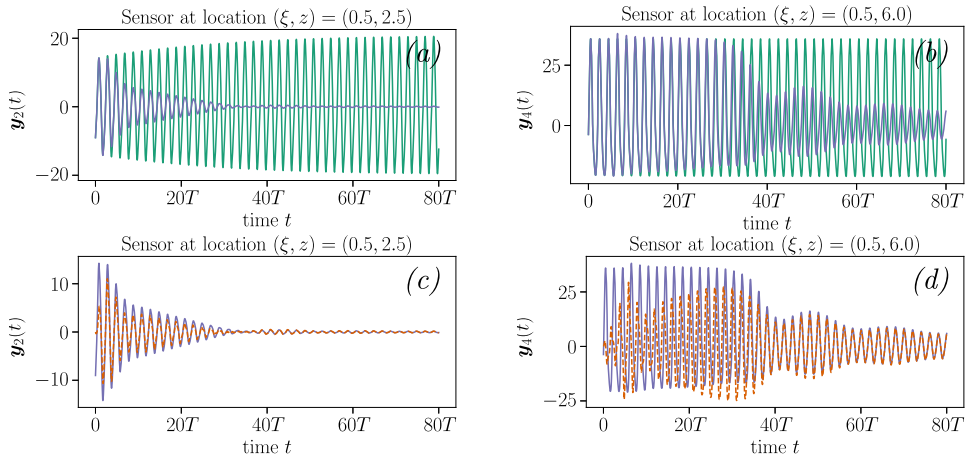 Sensor at location (ξ, z) = (0.5, 2.5)
(a)
20
0
−20
y₂(t)
0 20T 40T 60T 80T
time t
Sensor at location (ξ, z) = (0.5, 6.0)
(b)
25
0
y₄(t)
0 20T 40T 60T 80T
time t
Sensor at location (ξ, z) = (0.5, 2.5)
(c)
10
0
−10
y₂(t)
0 20T 40T 60T 80T
time t
Sensor at location (ξ, z) = (0.5, 6.0)
(d)
25
0
−25
y₄(t)
0 20T 40T 60T 80T
time t